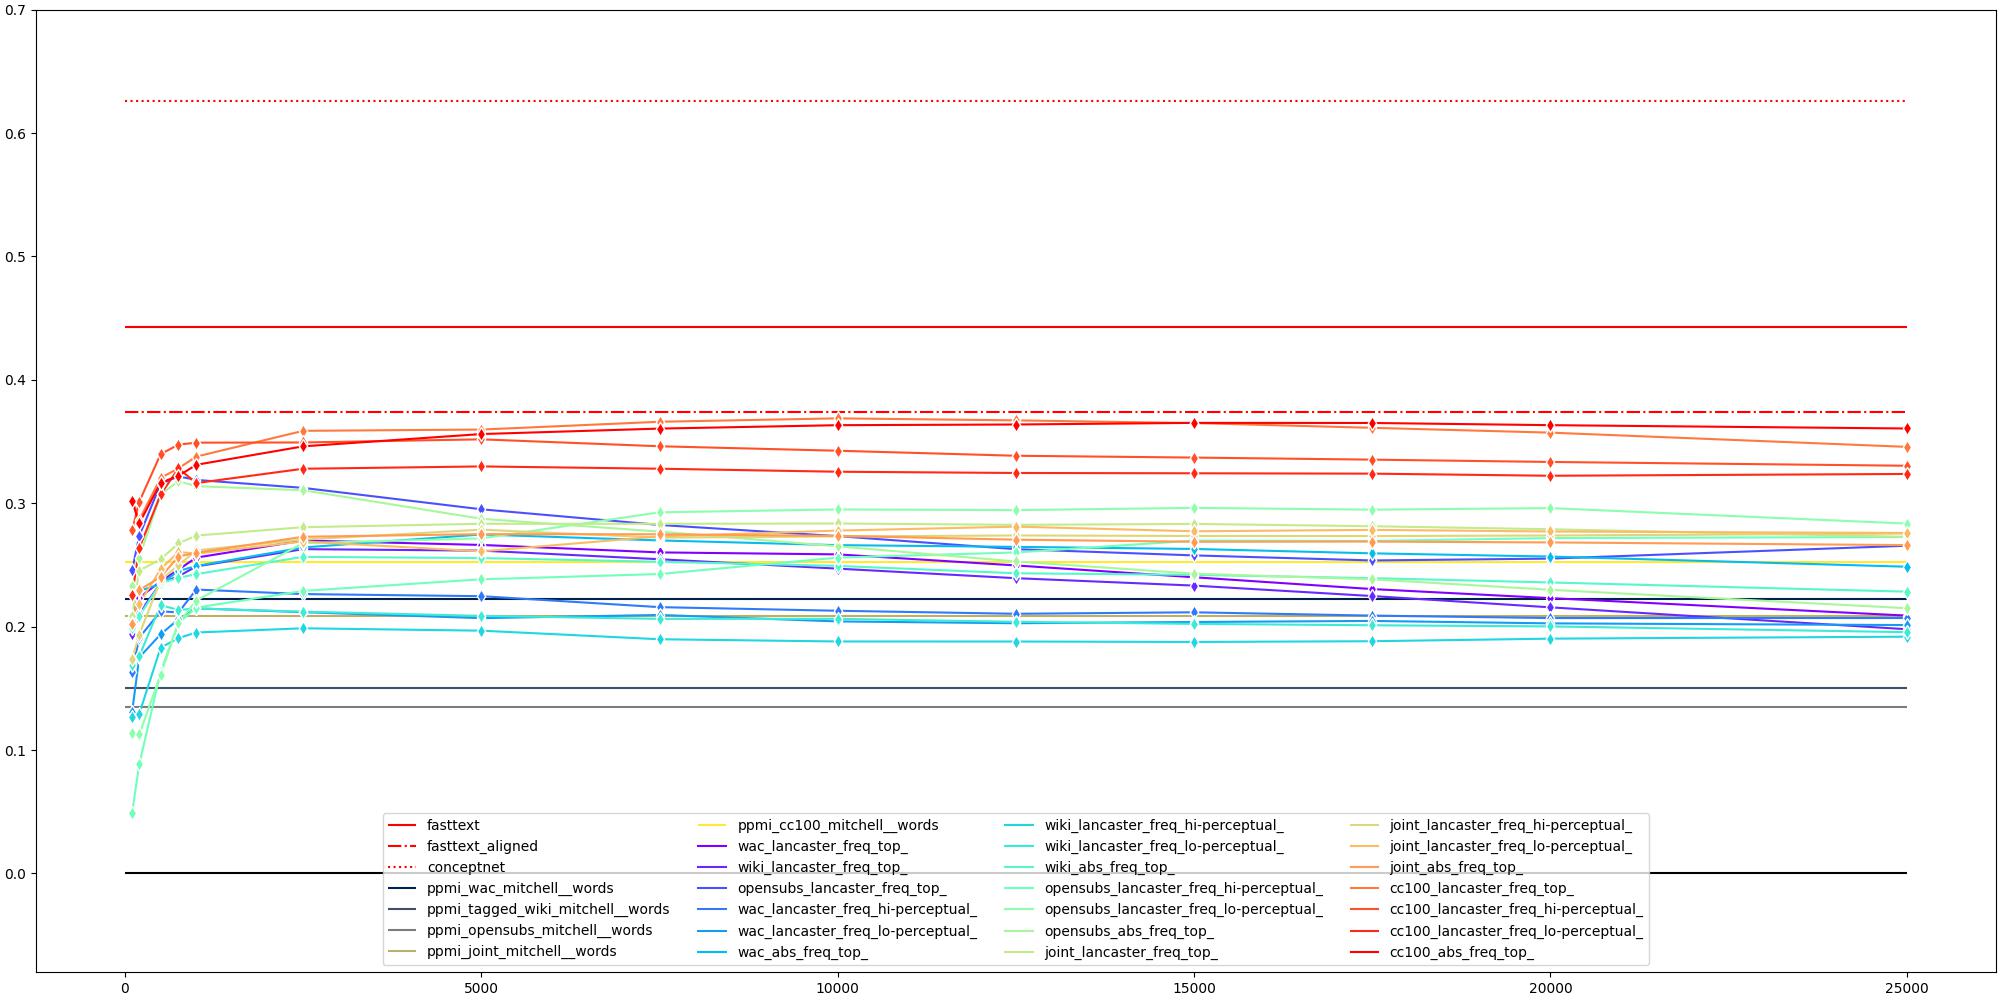 0.7
0.6
0.5
0.4
0.3
0.2
0.1
0.0
fasttext
fasttext_aligned
conceptnet
ppmi_wac_mitchell__words
ppmi_tagged_wiki_mitchell__words
ppmi_opensubs_mitchell__words
ppmi_joint_mitchell__words
ppmi_cc100_mitchell__words
wac_lancaster_freq_top_
wiki_lancaster_freq_top_
opensubs_lancaster_freq_top_
wac_lancaster_freq_hi-perceptual_
wac_lancaster_freq_lo-perceptual_
wac_abs_freq_top_
wiki_lancaster_freq_hi-perceptual_
wiki_lancaster_freq_lo-perceptual_
wiki_abs_freq_top_
opensubs_lancaster_freq_hi-perceptual_
opensubs_lancaster_freq_lo-perceptual_
opensubs_abs_freq_top_
joint_lancaster_freq_top_
joint_lancaster_freq_hi-perceptual_
joint_lancaster_freq_lo-perceptual_
joint_abs_freq_top_
cc100_lancaster_freq_top_
cc100_lancaster_freq_hi-perceptual_
cc100_lancaster_freq_lo-perceptual_
cc100_abs_freq_top_
0 5000 10000 15000 20000 25000